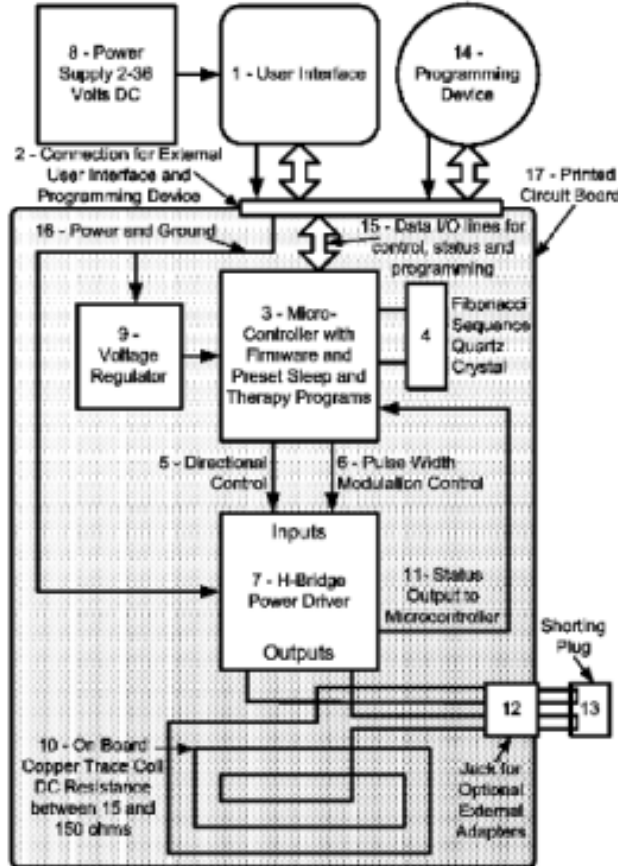 8 - Power
Supply 2-36
Volts DC
1 - User Interface
14 -
Programming
Device
2 - Connection for External
User Interface and
Programming Device
17 - Printed
Circuit Board
16 - Power and Ground
15 - Data I/O lines for
control, status and
programming
9 -
Voltage
Regulator
3 - Micro-
Controller with
Firmware and
Preset Sleep and
Therapy Programs
4
Fibonacci
Sequence
Quartz
Crystal
5 - Directional
Control
6 - Pulse Width
Modulation Control
Inputs
7 - H-Bridge
Power Driver
Outputs
11- Status
Output to
Microcontroller
Shorting
Plug
12
13
10 - On Board
Copper Trace Coil
DC Resistance
between 15 and
150 ohms
Jack for
Optional
External
Adapters